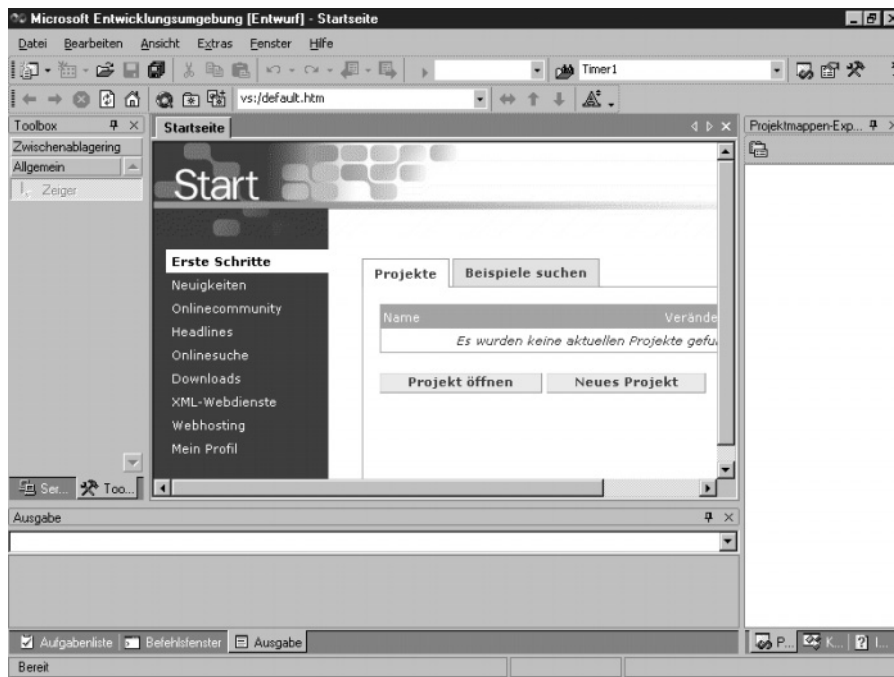 Microsoft Entwicklungsumgebung [Entwurf] - Startseite
Datei Bearbeiten Ansicht Extras Fenster Hilfe
Timer1
vs:/default.htm
Toolbox
Startseite
Projektmappen-Exp...
Zwischenablagering
Allgemein
Zeiger
Start
Erste Schritte
Neuigkeiten
Onlinecommunity
Headlines
Onlinesuche
Downloads
XML-Webdienste
Webhosting
Mein Profil
Projekte Beispiele suchen
Name Verände
Es wurden keine aktuellen Projekte gefu
Projekt öffnen Neues Projekt
Ser... Too...
Ausgabe
Aufgabenliste Befehlsfenster Ausgabe
P... K... I...
Bereit